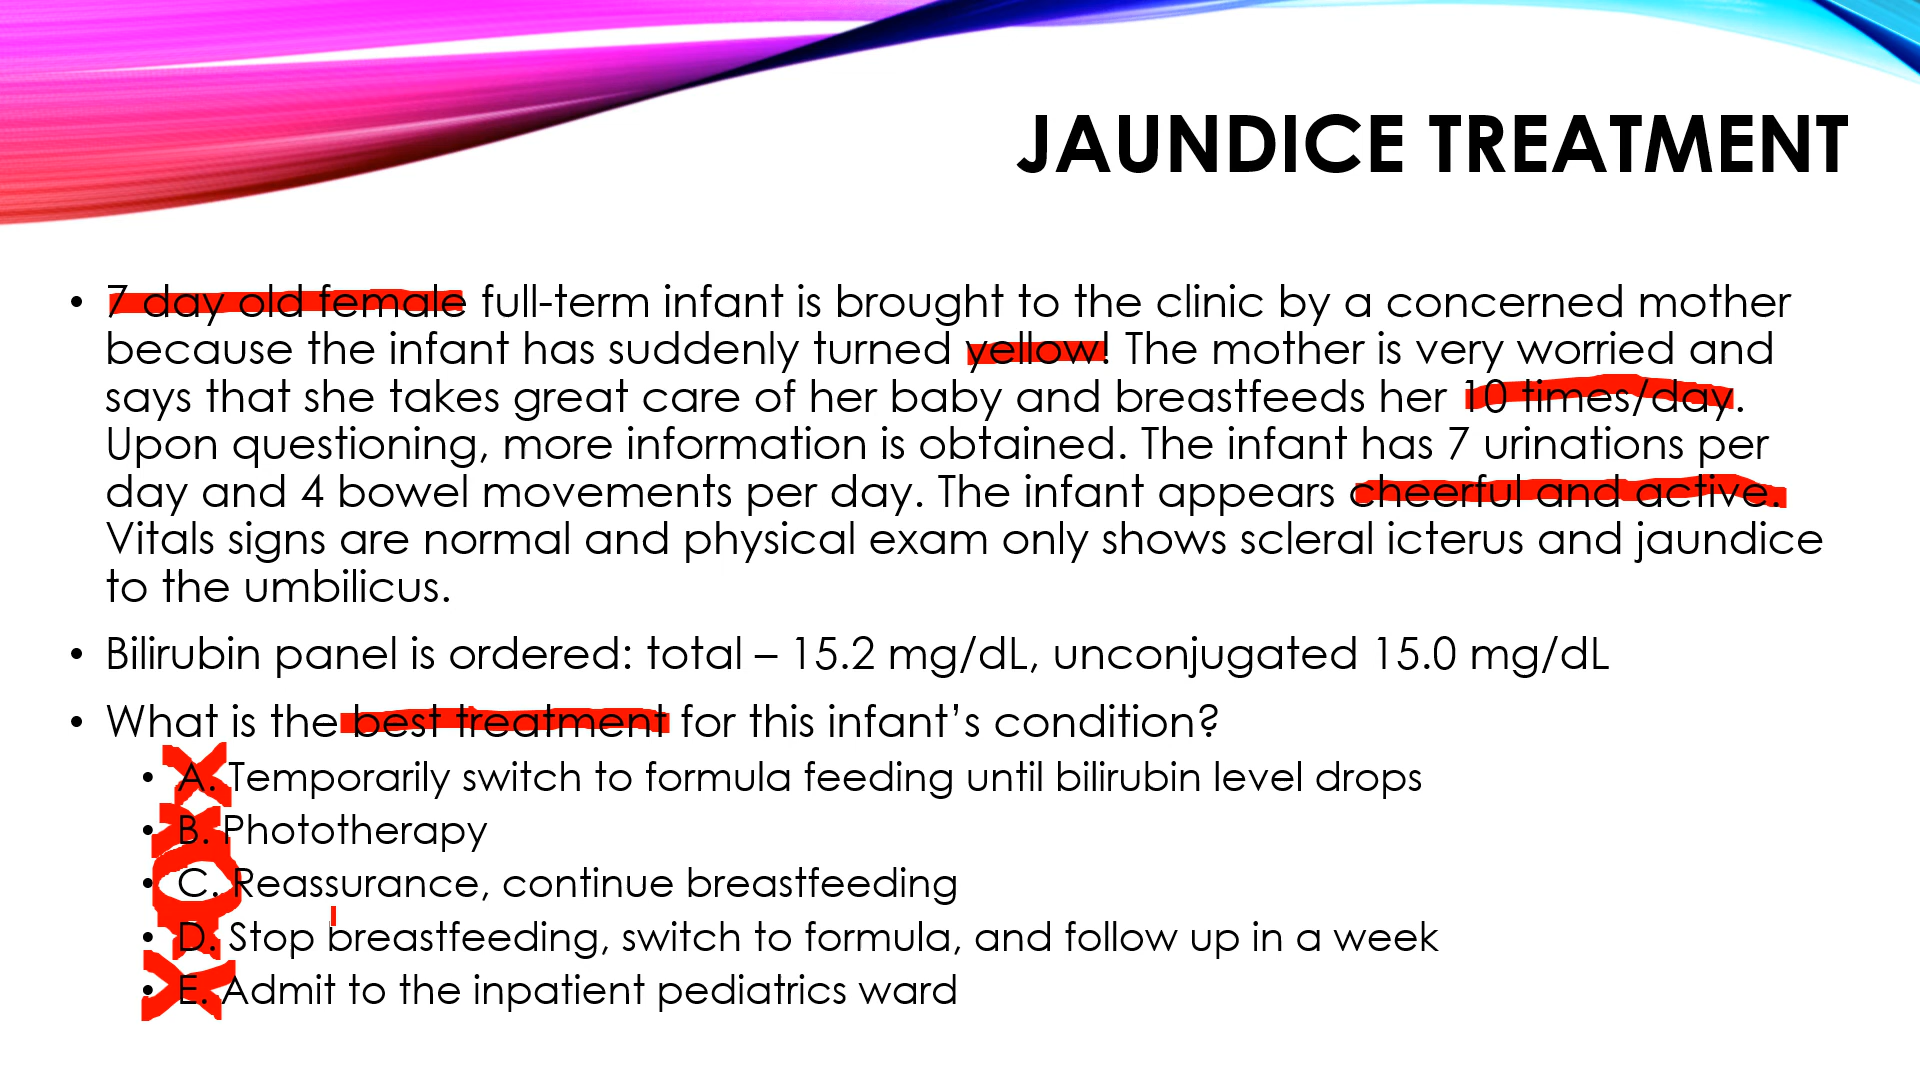 JAUNDICE TREATMENT
• 7 day old female full-term infant is brought to the clinic by a concerned mother
because the infant has suddenly turned yellow! The mother is very worried and
says that she takes great care of her baby and breastfeeds her 10 times/day.
Upon questioning, more information is obtained. The infant has 7 urinations per
day and 4 bowel movements per day. The infant appears cheerful and active.
Vitals signs are normal and physical exam only shows scleral icterus and jaundice
to the umbilicus.
• Bilirubin panel is ordered: total – 15.2 mg/dL, unconjugated 15.0 mg/dL
• What is the best treatment for this infant's condition?
• A. Temporarily switch to formula feeding until bilirubin level drops
• B. Phototherapy
• C. Reassurance, continue breastfeeding
• D. Stop breastfeeding, switch to formula, and follow up in a week
• E. Admit to the inpatient pediatrics ward